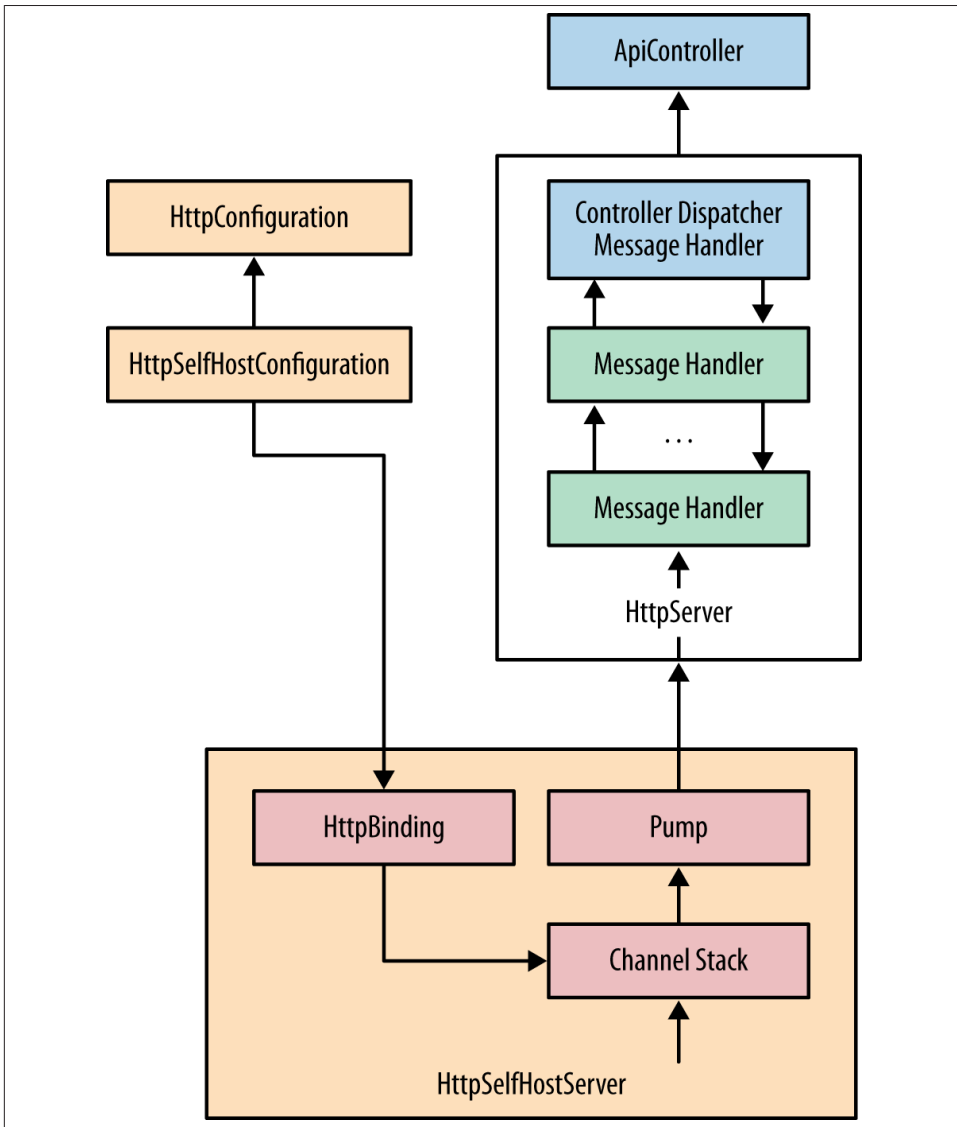 ApiController
HttpConfiguration
Controller Dispatcher
Message Handler
HttpSelfHostConfiguration
Message Handler
...
Message Handler
HttpServer
HttpBinding
Pump
Channel Stack
HttpSelfHostServer